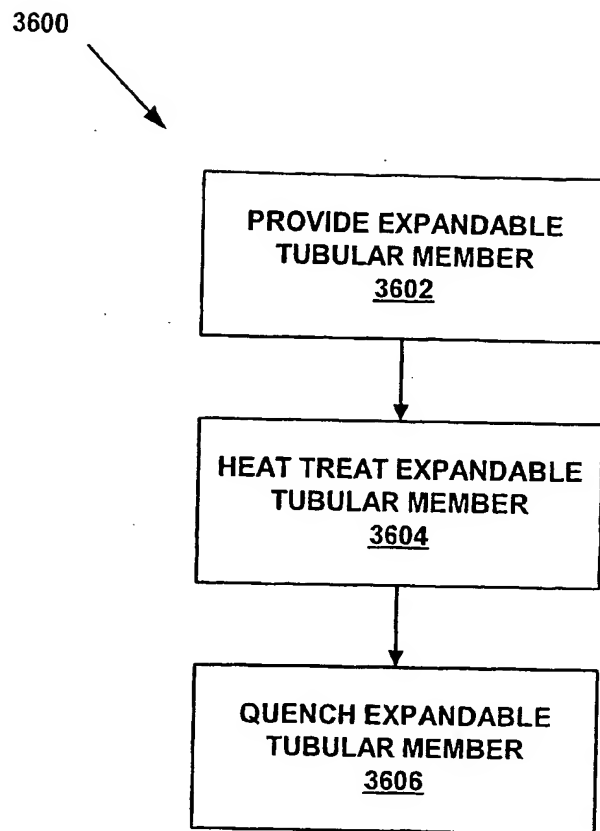 3600
PROVIDE EXPANDABLE
TUBULAR MEMBER
3602
HEAT TREAT EXPANDABLE
TUBULAR MEMBER
3604
QUENCH EXPANDABLE
TUBULAR MEMBER
3606